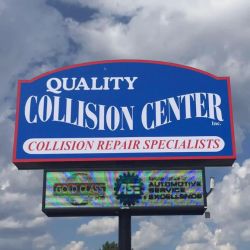 QUALITY
COLLISION CENTER
Inc.
COLLISION REPAIR SPECIALISTS
GOLD CLASS
ASE
AUTOMOTIVE
SERVICE
EXCELLENCE